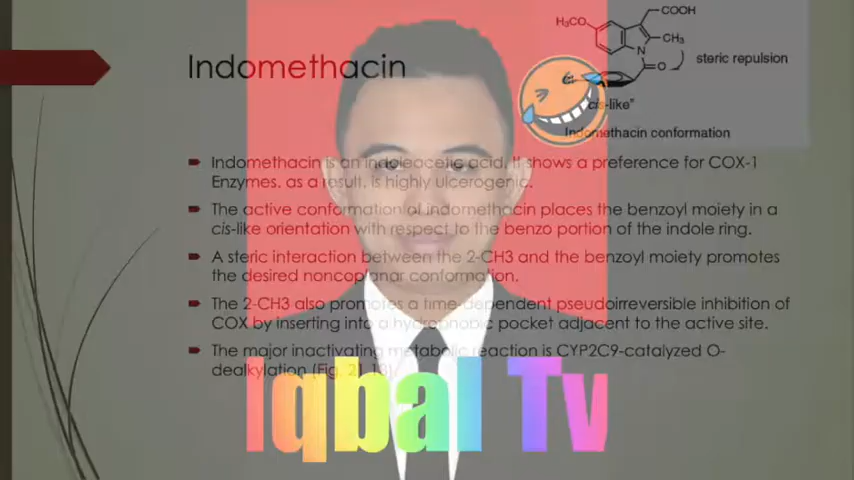 Indomethacin
H₃CO
COOH
CH₃
N
O
steric repulsion
"cis-like"
Indomethacin conformation
Indomethacin is an indoleacetic acid. It shows a preference for COX-1
Enzymes. as a result, is highly ulcerogenic.
The active conformation of indomethacin places the benzoyl moiety in a
cis-like orientation with respect to the benzo portion of the indole ring.
A steric interaction between the 2-CH3 and the benzoyl moiety promotes
the desired noncoplanar conformation.
The 2-CH3 also promotes a time-dependent pseudoirreversible inhibition of
COX by inserting into a hydrophobic pocket adjacent to the active site.
The major inactivating metabolic reaction is CYP2C9-catalyzed O-
dealkylation (Fig. 21.10)
Iqbal Tv